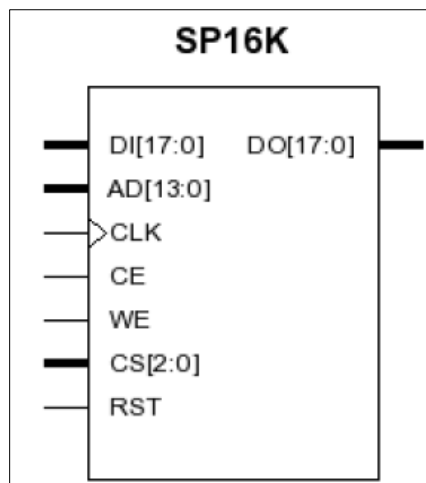 SP16K
DI[17:0] DO[17:0]
AD[13:0]
CLK
CE
WE
CS[2:0]
RST